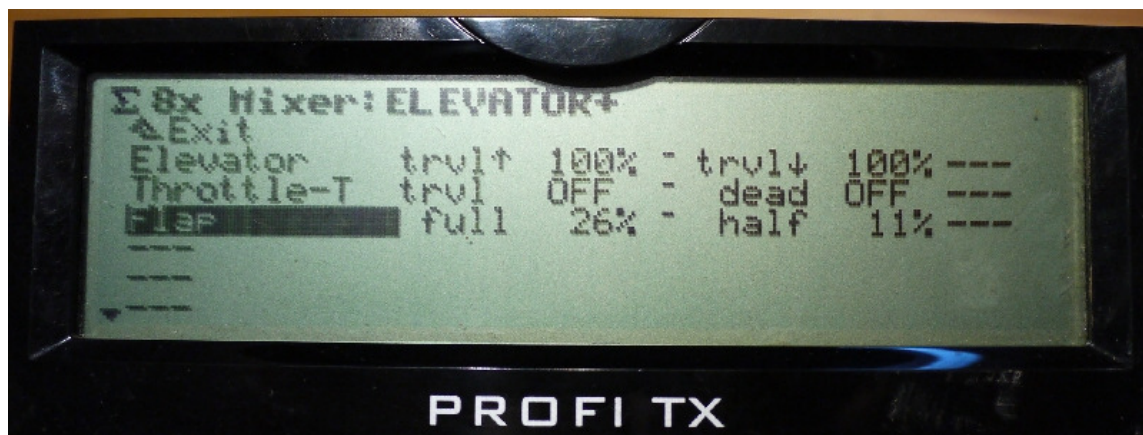 Σ 8x Mixer:ELEVATOR+
Exit
Elevator trvl↑ 100% - trvl↓ 100% ---
Throttle-T trvl OFF - dead OFF ---
Flap full 26% - half 11% ---
---
---
---
PROFI TX